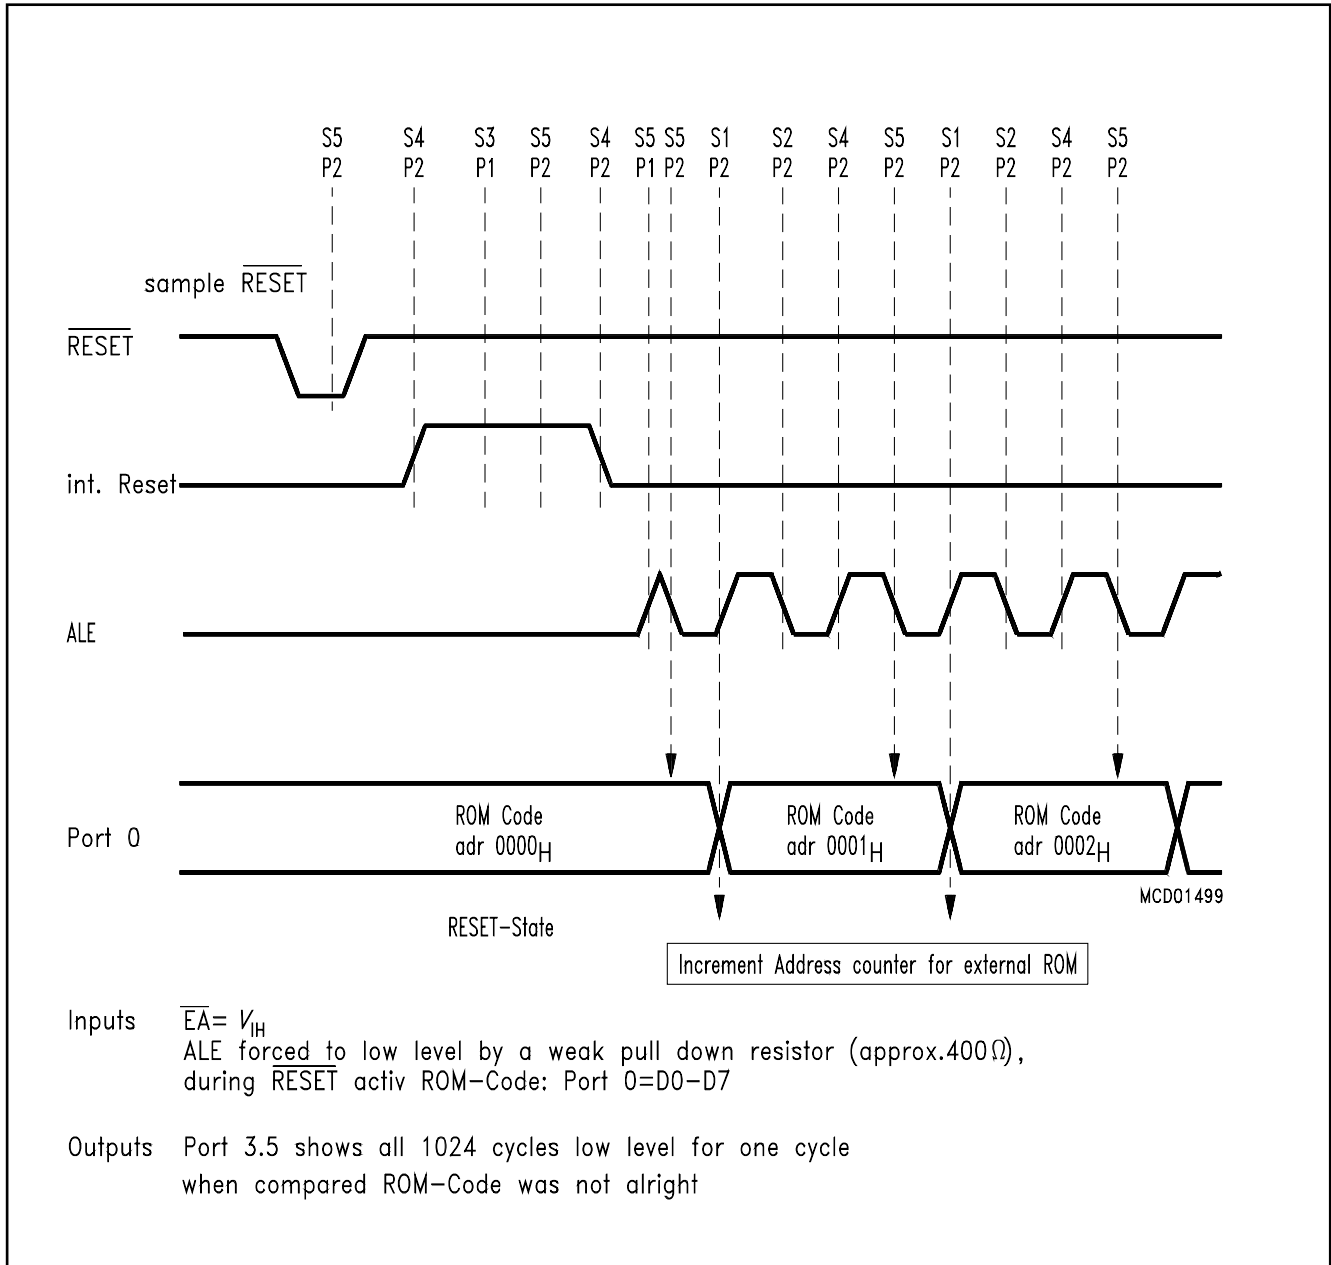 S5 S4 S3 S5 S4 S5 S5 S1 S2 S4 S5 S1 S2 S4 S5
P2 P2 P1 P2 P2 P1 P2 P2 P2 P2 P2 P2 P2 P2 P2
sample RESET
RESET
int. Reset
ALE
Port 0
ROM Code
adr 0000H
ROM Code
adr 0001H
ROM Code
adr 0002H
MCD01499
RESET-State
Increment Address counter for external ROM
Inputs EA= VIH
ALE forced to low level by a weak pull down resistor (approx.400Ω),
during RESET activ ROM-Code: Port 0=D0-D7
Outputs Port 3.5 shows all 1024 cycles low level for one cycle
when compared ROM-Code was not alright